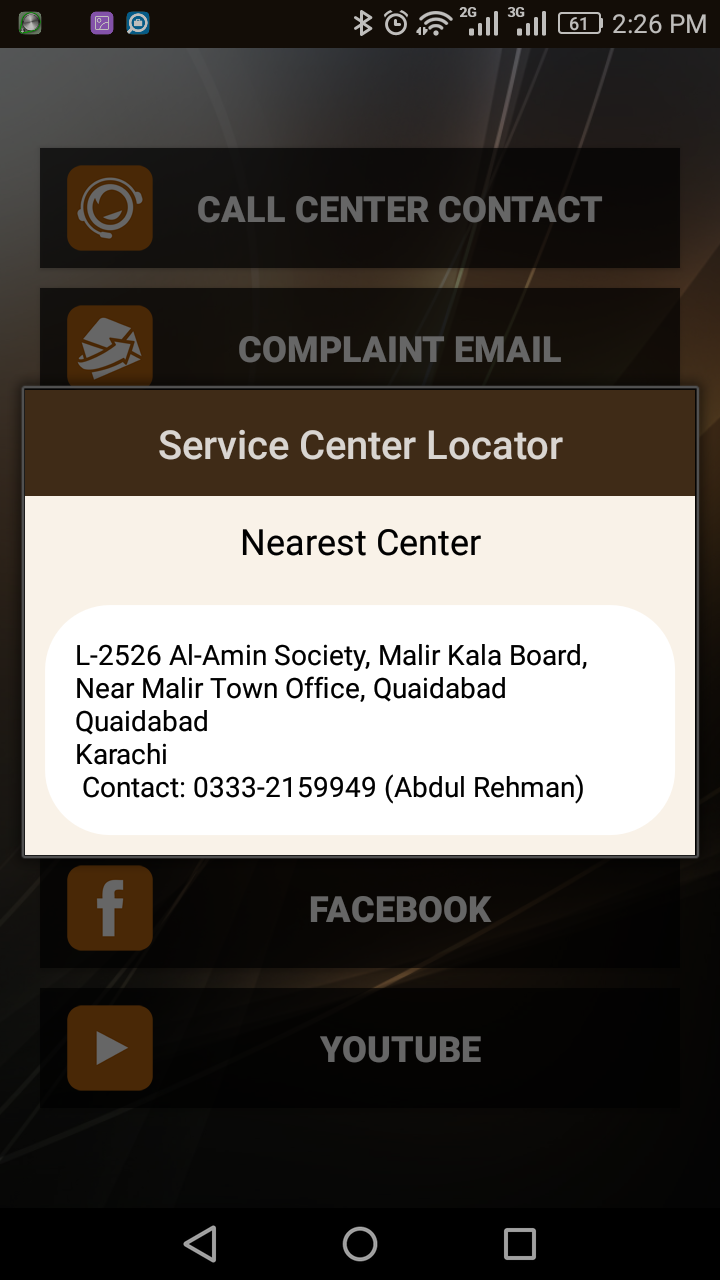 2G 3G 61 2:26 PM
CALL CENTER CONTACT
COMPLAINT EMAIL
Service Center Locator
Nearest Center
L-2526 Al-Amin Society, Malir Kala Board,
Near Malir Town Office, Quaidabad
Quaidabad
Karachi
Contact: 0333-2159949 (Abdul Rehman)
FACEBOOK
YOUTUBE